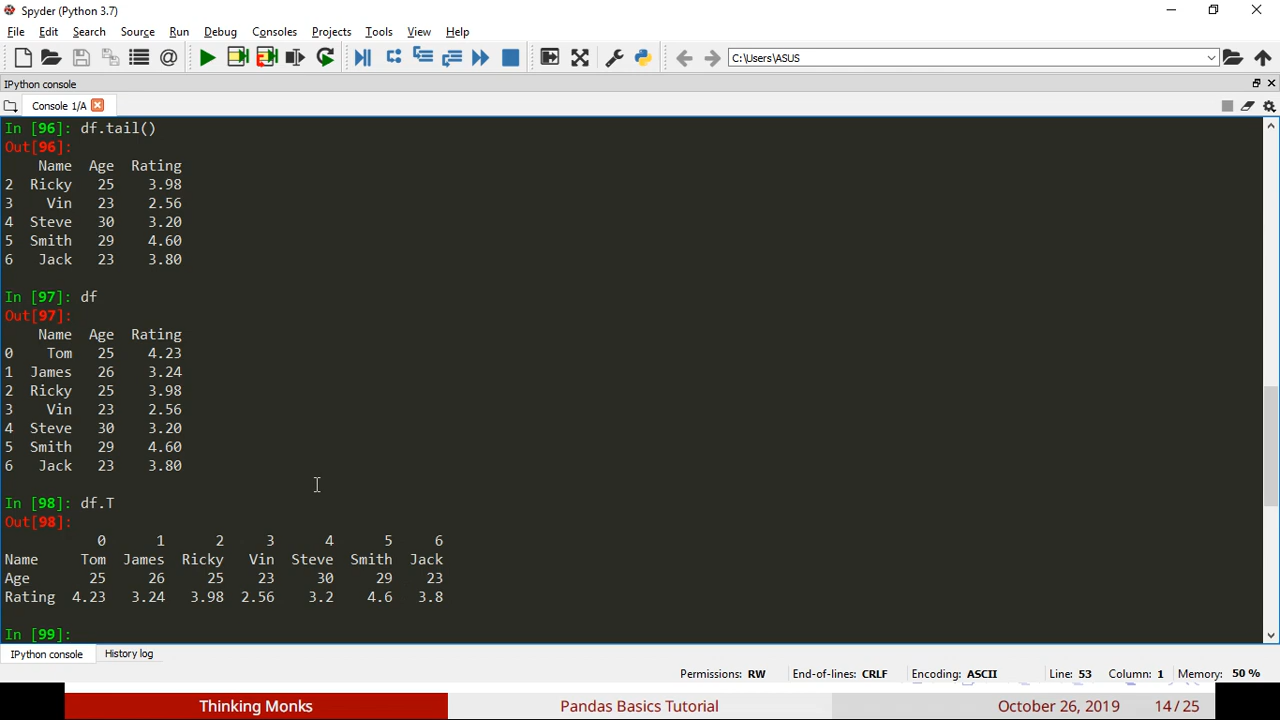 Spyder (Python 3.7)
File Edit Search Source Run Debug Consoles Projects Tools View Help
C:\Users\ASUS
IPython console
Console 1/A
In [96]: df.tail()
Out[96]:
Name Age Rating
2 Ricky 25 3.98
3 Vin 23 2.56
4 Steve 30 3.20
5 Smith 29 4.60
6 Jack 23 3.80
In [97]: df
Out[97]:
Name Age Rating
0 Tom 25 4.23
1 James 26 3.24
2 Ricky 25 3.98
3 Vin 23 2.56
4 Steve 30 3.20
5 Smith 29 4.60
6 Jack 23 3.80
In [98]: df.T
Out[98]:
0 1 2 3 4 5 6
Name Tom James Ricky Vin Steve Smith Jack
Age 25 26 25 23 30 29 23
Rating 4.23 3.24 3.98 2.56 3.2 4.6 3.8
In [99]:
IPython console History log
Permissions: RW End-of-lines: CRLF Encoding: ASCII Line: 53 Column: 1 Memory: 50 %
Thinking Monks Pandas Basics Tutorial October 26, 2019 14 / 25